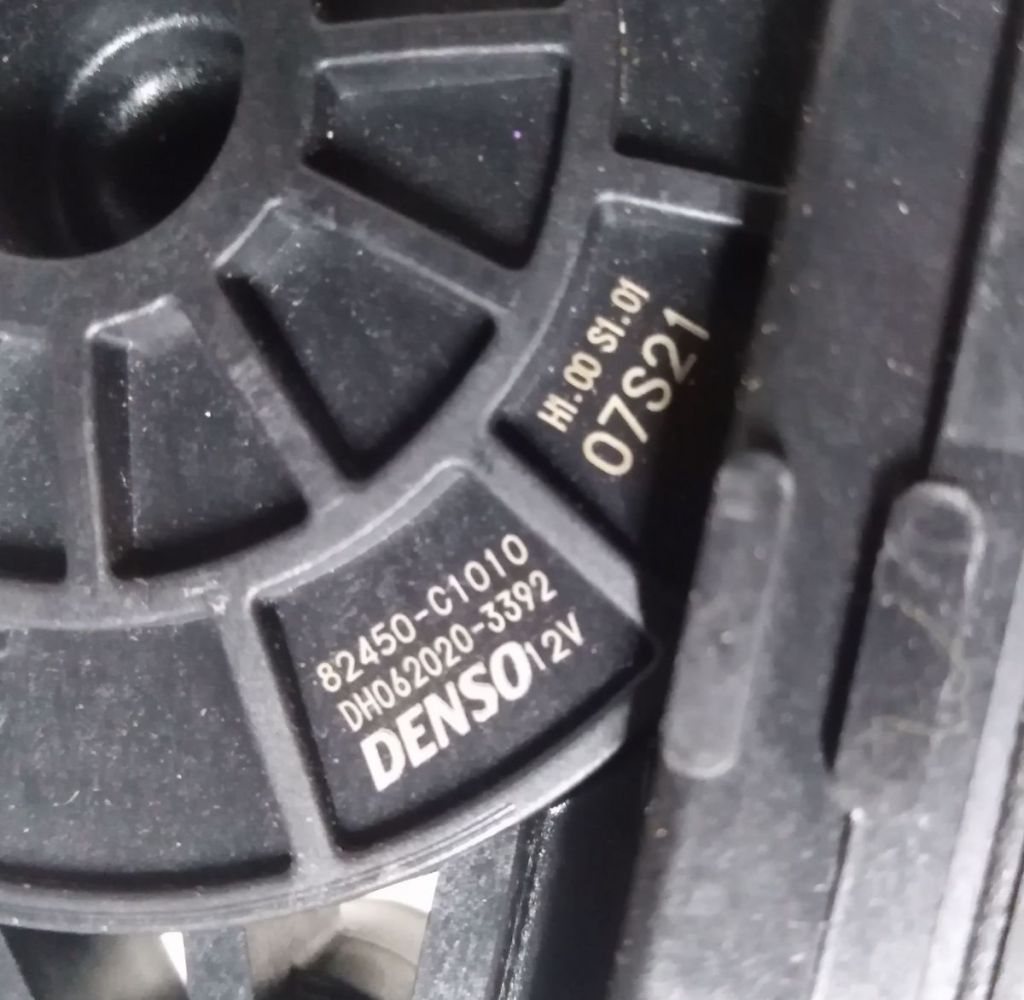 H1.00 S1.01
07S21
82450-C1010
DH062020-3392
DENSO 12V